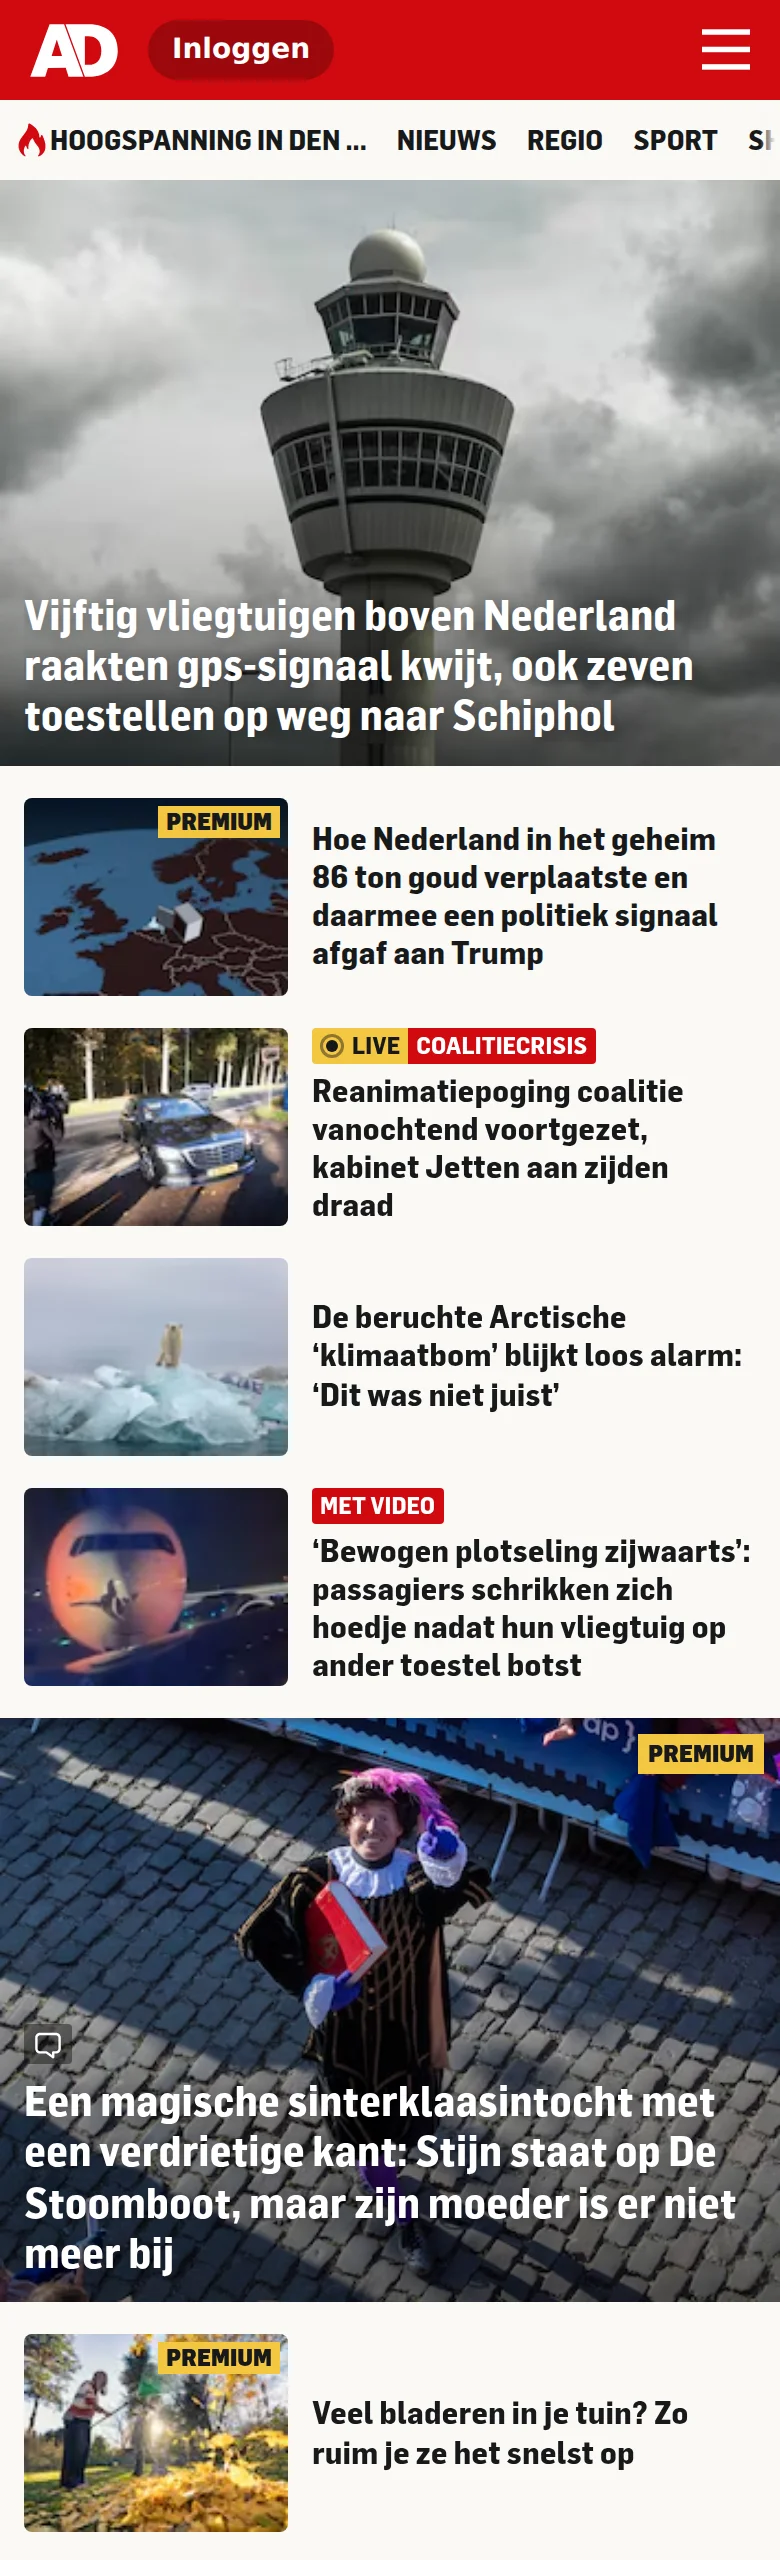 AD Inloggen
HOOGSPANNING IN DEN ... NIEUWS REGIO SPORT
Vijftig vliegtuigen boven Nederland
raakten gps-signaal kwijt, ook zeven
toestellen op weg naar Schiphol
PREMIUM
Hoe Nederland in het geheim
86 ton goud verplaatste en
daarmee een politiek signaal
afgaf aan Trump
LIVE COALITIECRISIS
Reanimatiepoging coalitie
vanochtend voortgezet,
kabinet Jetten aan zijden
draad
De beruchte Arctische
‘klimaatbom’ blijkt loos alarm:
‘Dit was niet juist’
MET VIDEO
‘Bewogen plotseling zijwaarts’:
passagiers schrikken zich
hoedje nadat hun vliegtuig op
ander toestel botst
PREMIUM
Een magische sinterklaasintocht met
een verdrietige kant: Stijn staat op De
Stoomboot, maar zijn moeder is er niet
meer bij
PREMIUM
Veel bladeren in je tuin? Zo
ruim je ze het snelst op